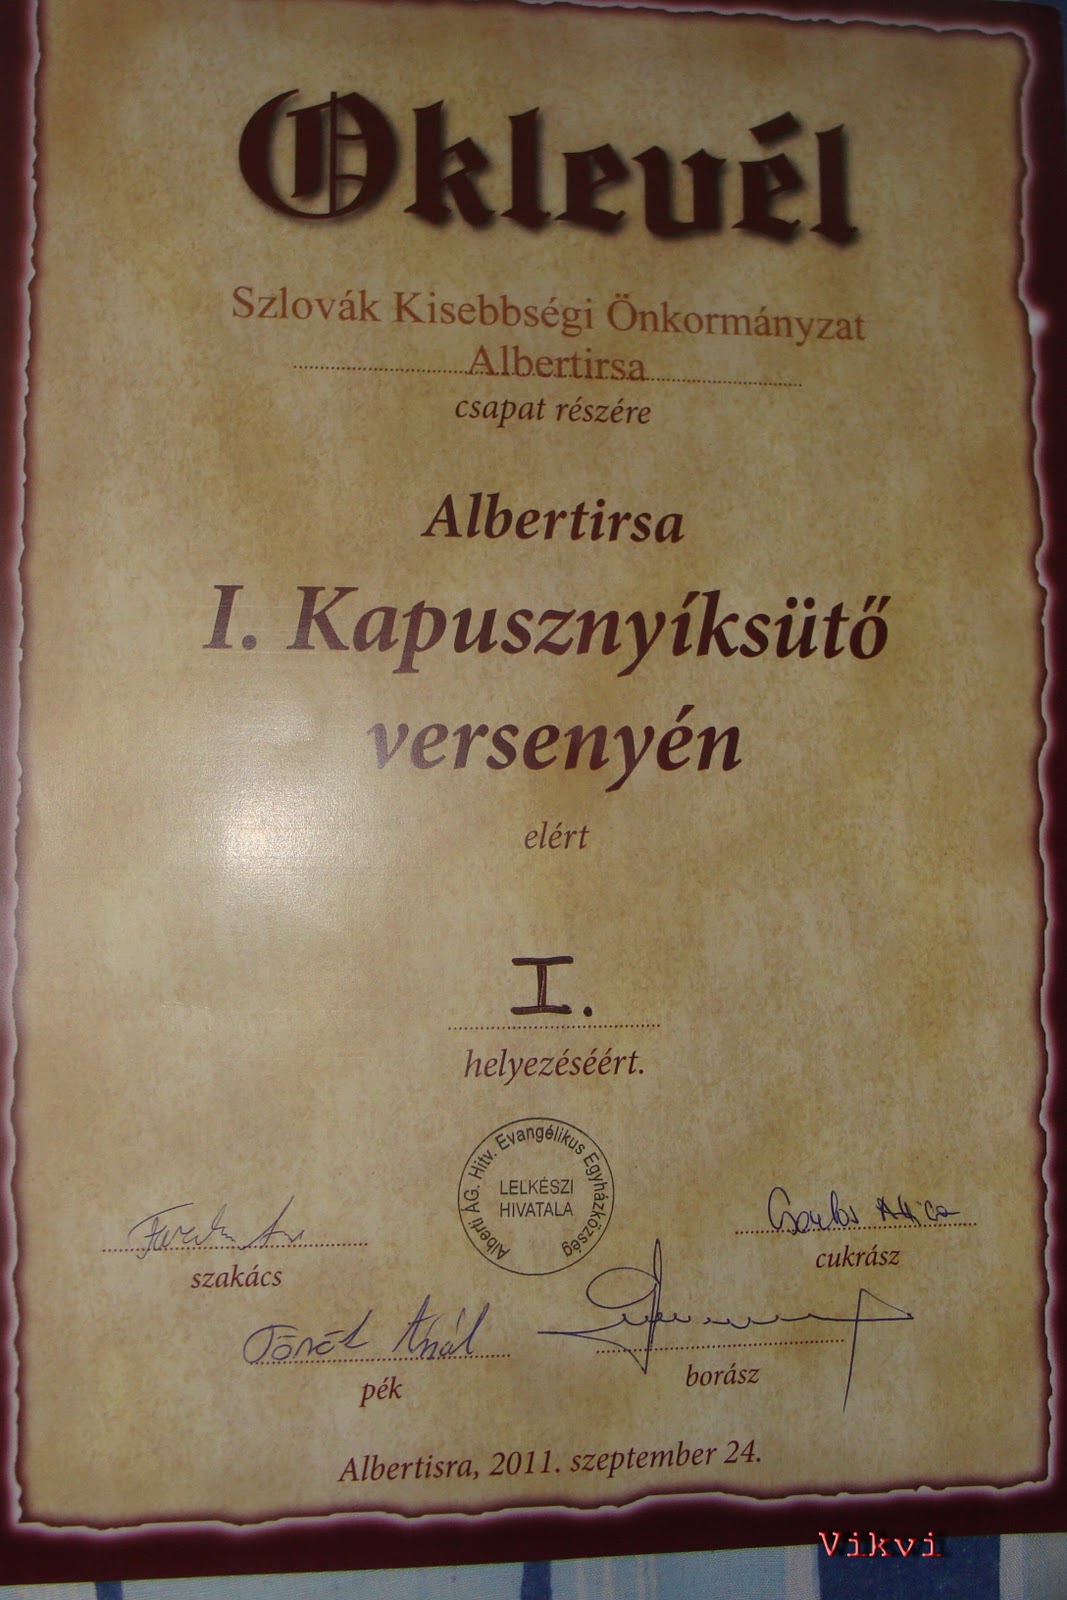 Oklevél
Szlovák Kisebbségi Önkormányzat
Albertirsa
csapat részére
Albertirsa
I. Kapusznyíksütő
versenyén
elért
I.
helyezéséért.
Alberti ÁG. Hitv. Evangélikus Egyházközség
LELKÉSZI
HIVATALA
szakács
cukrász
pék
borász
Albertisra, 2011. szeptember 24.
Vikvi